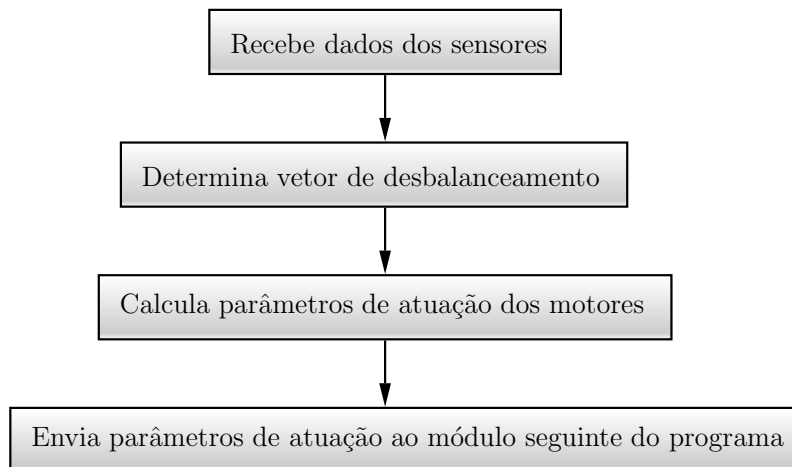 Recebe dados dos sensores
Determina vetor de desbalanceamento
Calcula parâmetros de atuação dos motores
Envia parâmetros de atuação ao módulo seguinte do programa